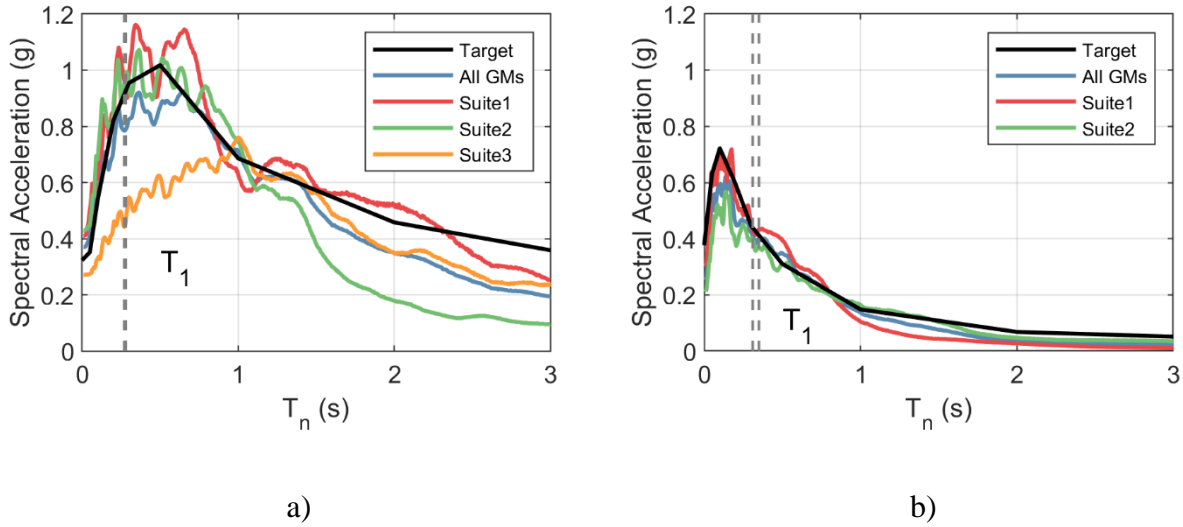 1.2
1
0.8
0.6
0.4
0.2
0
Spectral Acceleration (g)
Target
All GMs
Suite1
Suite2
Suite3
T1
0 1 2 3
Tn (s)
a)
1.2
1
0.8
0.6
0.4
0.2
0
Spectral Acceleration (g)
Target
All GMs
Suite1
Suite2
T1
0 1 2 3
Tn (s)
b)